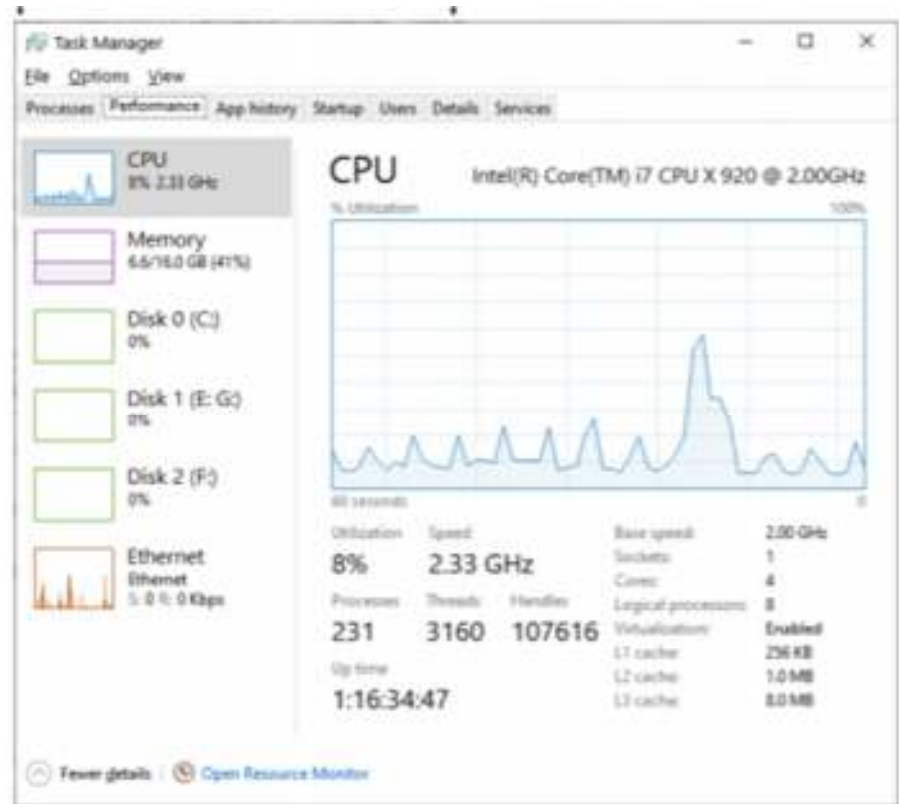 Task Manager
File Options View
Processes Performance App history Startup Users Details Services
CPU
8% 2.33 GHz
Memory
6.6/16.0 GB (41%)
Disk 0 (C:)
0%
Disk 1 (E: G:)
0%
Disk 2 (F:)
0%
Ethernet
Ethernet
S: 0 R: 0 Kbps
CPU Intel(R) Core(TM) i7 CPU X 920 @ 2.00GHz
% Utilization 100%
60 seconds 0
Utilization Speed
8% 2.33 GHz
Processes Threads Handles
231 3160 107616
Up time
1:16:34:47
Base speed: 2.00 GHz
Sockets: 1
Cores: 4
Logical processors: 8
Virtualization: Enabled
L1 cache: 256 KB
L2 cache: 1.0 MB
L3 cache: 8.0 MB
Fewer details Open Resource Monitor